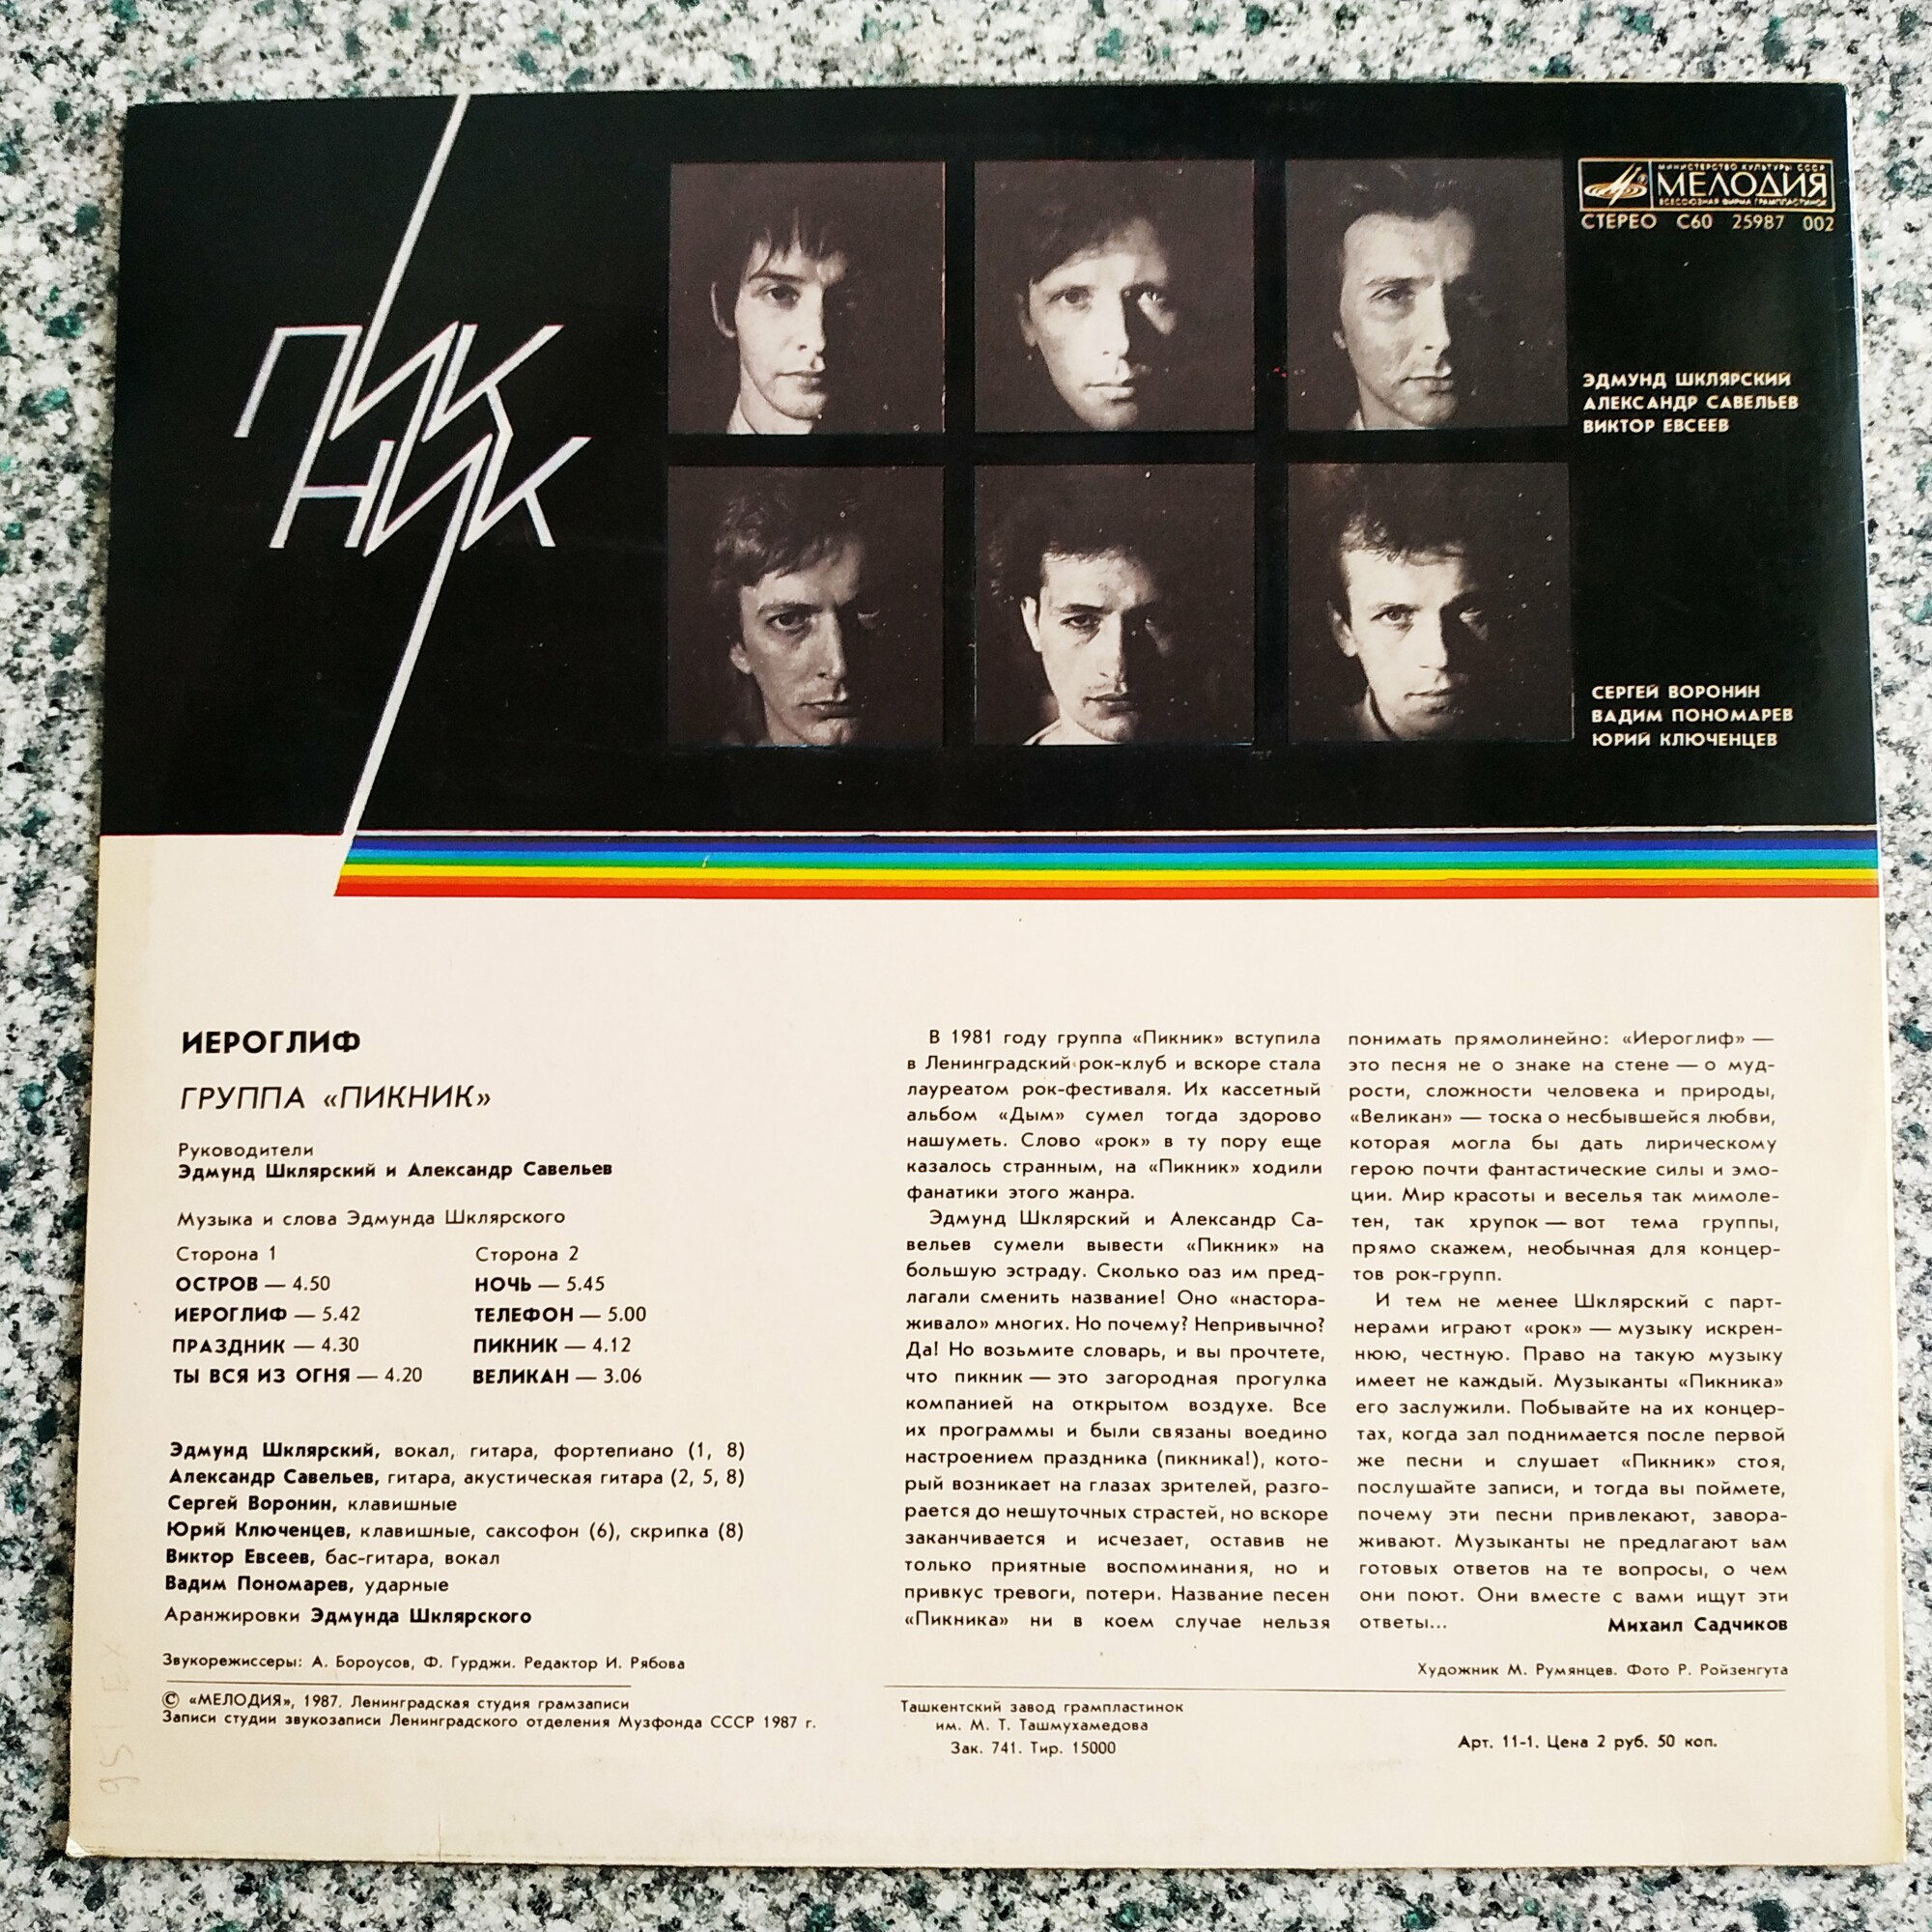 ПИК
НИК
МИНИСТЕРСТВО КУЛЬТУРЫ СССР
МЕЛОДИЯ
ВСЕСОЮЗНАЯ ФИРМА ГРАМПЛАСТИНОК
СТЕРЕО С60 25987 002
ЭДМУНД ШКЛЯРСКИЙ
АЛЕКСАНДР САВЕЛЬЕВ
ВИКТОР ЕВСЕЕВ
СЕРГЕЙ ВОРОНИН
ВАДИМ ПОНОМАРЕВ
ЮРИЙ КЛЮЧЕНЦЕВ
ИЕРОГЛИФ
ГРУППА «ПИКНИК»
Руководители
Эдмунд Шклярский и Александр Савельев
Музыка и слова Эдмунда Шклярского
Сторона 1
ОСТРОВ — 4.50
ИЕРОГЛИФ — 5.42
ПРАЗДНИК — 4.30
ТЫ ВСЯ ИЗ ОГНЯ — 4.20
Сторона 2
НОЧЬ — 5.45
ТЕЛЕФОН — 5.00
ПИКНИК — 4.12
ВЕЛИКАН — 3.06
Эдмунд Шклярский, вокал, гитара, фортепиано (1, 8)
Александр Савельев, гитара, акустическая гитара (2, 5, 8)
Сергей Воронин, клавишные
Юрий Ключенцев, клавишные, саксофон (6), скрипка (8)
Виктор Евсеев, бас-гитара, вокал
Вадим Пономарев, ударные
Аранжировки Эдмунда Шклярского
Звукорежиссеры: А. Бороусов, Ф. Гурджи. Редактор И. Рябова
© «МЕЛОДИЯ», 1987. Ленинградская студия грамзаписи
Записи студии звукозаписи Ленинградского отделения Музфонда СССР 1987 г.
В 1981 году группа «Пикник» вступила
в Ленинградский рок-клуб и вскоре стала
лауреатом рок-фестиваля. Их кассетный
альбом «Дым» сумел тогда здорово
нашуметь. Слово «рок» в ту пору еще
казалось странным, на «Пикник» ходили
фанатики этого жанра.
Эдмунд Шклярский и Александр Са-
вельев сумели вывести «Пикник» на
большую эстраду. Сколько раз им пред-
лагали сменить название! Оно «настора-
живало» многих. Но почему? Непривычно?
Да! Но возьмите словарь, и вы прочтете,
что пикник — это загородная прогулка
компанией на открытом воздухе. Все
их программы и были связаны воедино
настроением праздника (пикника!), кото-
рый возникает на глазах зрителей, разго-
рается до нешуточных страстей, но вскоре
заканчивается и исчезает, оставив не
только приятные воспоминания, но и
привкус тревоги, потери. Название песен
«Пикника» ни в коем случае нельзя
понимать прямолинейно: «Иероглиф» —
это песня не о знаке на стене — о муд-
рости, сложности человека и природы,
«Великан» — тоска о несбывшейся любви,
которая могла бы дать лирическому
герою почти фантастические силы и эмо-
ции. Мир красоты и веселья так мимоле-
тен, так хрупок — вот тема группы,
прямо скажем, необычная для концер-
тов рок-групп.
И тем не менее Шклярский с парт-
нерами играют «рок» — музыку искрен-
нюю, честную. Право на такую музыку
имеет не каждый. Музыканты «Пикника»
его заслужили. Побывайте на их концер-
тах, когда зал поднимается после первой
же песни и слушает «Пикник» стоя,
послушайте записи, и тогда вы поймете,
почему эти песни привлекают, завора-
живают. Музыканты не предлагают вам
готовых ответов на те вопросы, о чем
они поют. Они вместе с вами ищут эти
ответы...
Михаил Садчиков
Художник М. Румянцев. Фото Р. Ройзенгута
Ташкентский завод грампластинок
им. М. Т. Ташмухамедова
Зак. 741. Тир. 15000
Арт. 11-1. Цена 2 руб. 50 коп.